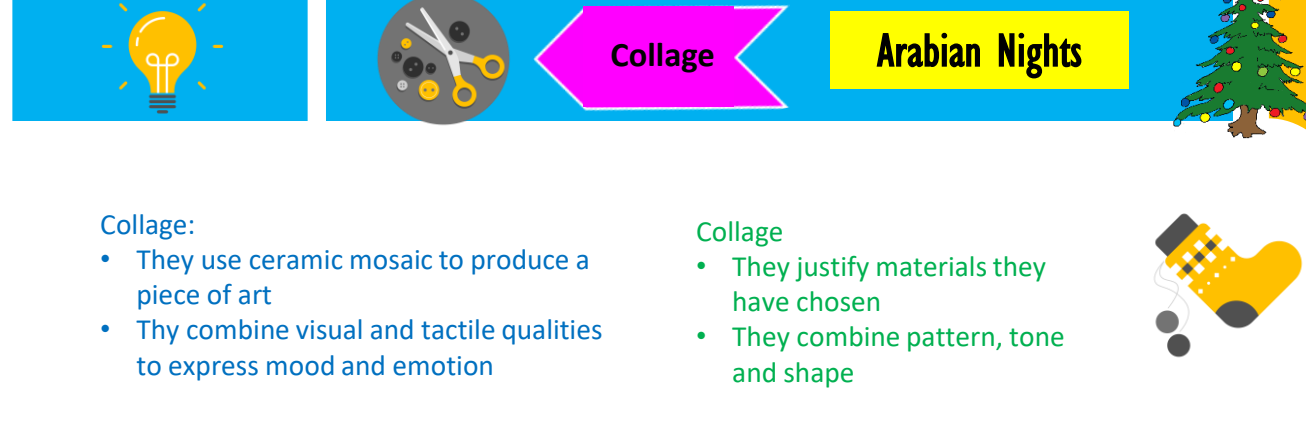 Collage
Arabian Nights
Collage:
• They use ceramic mosaic to produce a
piece of art
• Thy combine visual and tactile qualities
to express mood and emotion
Collage
• They justify materials they
have chosen
• They combine pattern, tone
and shape